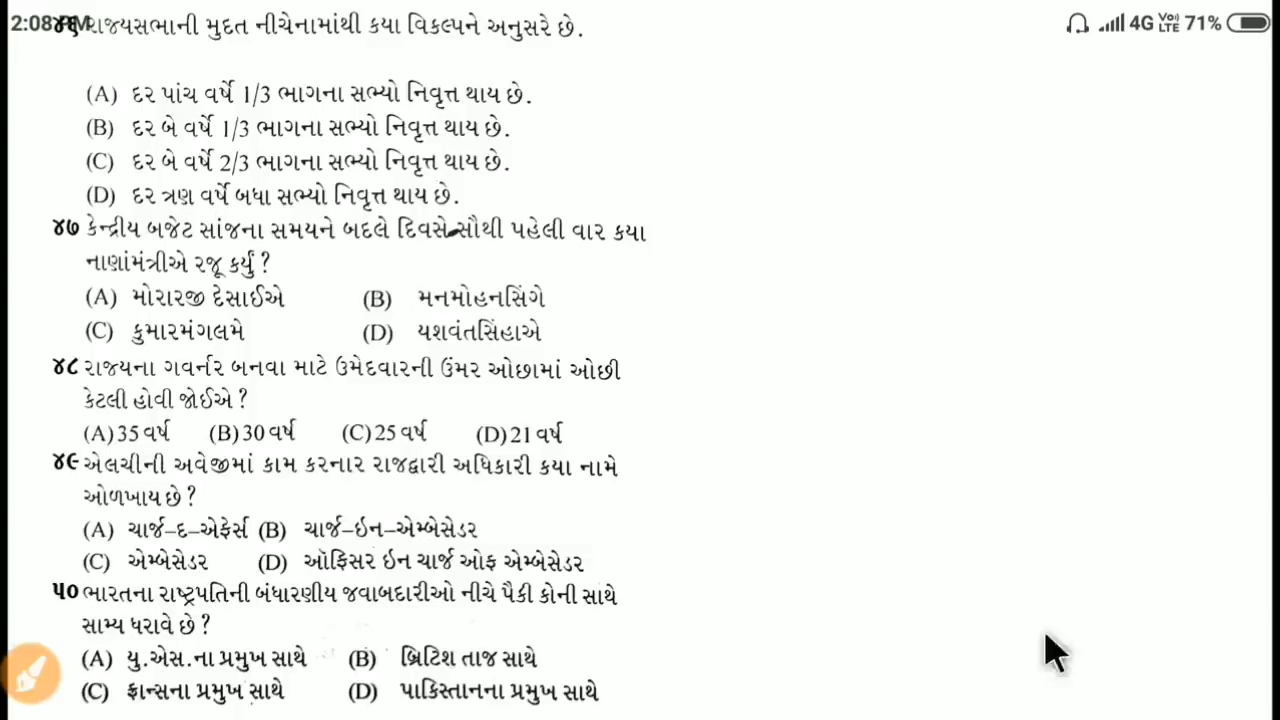 2:08 PM ૪૬ રાજયસભાની મુદત નીચેનામાંથી કયા વિકલ્પને અનુસરે છે. 4G VoLTE 71%
(A) દર પાંચ વર્ષે 1/3 ભાગના સભ્યો નિવૃત્ત થાય છે.
(B) દર બે વર્ષે 1/3 ભાગના સભ્યો નિવૃત્ત થાય છે.
(C) દર બે વર્ષે 2/3 ભાગના સભ્યો નિવૃત્ત થાય છે.
(D) દર ત્રણ વર્ષે બધા સભ્યો નિવૃત્ત થાય છે.
૪૭ કેન્દ્રીય બજેટ સાંજના સમયને બદલે દિવસે સૌથી પહેલી વાર કયા
નાણાંમંત્રીએ રજૂ કર્યું ?
(A) મોરારજી દેસાઈએ (B) મનમોહનસિંગે
(C) કુમારમંગલમે (D) યશવંતસિંહાએ
૪૮ રાજયના ગવર્નર બનવા માટે ઉમેદવારની ઉંમર ઓછામાં ઓછી
કેટલી હોવી જોઈએ ?
(A) 35 વર્ષ (B) 30 વર્ષ (C) 25 વર્ષ (D) 21 વર્ષ
૪૯ એલચીની અવેજીમાં કામ કરનાર રાજદ્વારી અધિકારી કયા નામે
ઓળખાય છે ?
(A) ચાર્જ–દ–એફેર્સ (B) ચાર્જ–ઇન–એમ્બેસેડર
(C) એમ્બેસેડર (D) ઑફિસર ઇન ચાર્જ ઓફ એમ્બેસેડર
૫૦ ભારતના રાષ્ટ્રપતિની બંધારણીય જવાબદારીઓ નીચે પૈકી કોની સાથે
સામ્ય ધરાવે છે ?
(A) યુ.એસ.ના પ્રમુખ સાથે (B) બ્રિટિશ તાજ સાથે
(C) ફ્રાન્સના પ્રમુખ સાથે (D) પાકિસ્તાનના પ્રમુખ સાથે